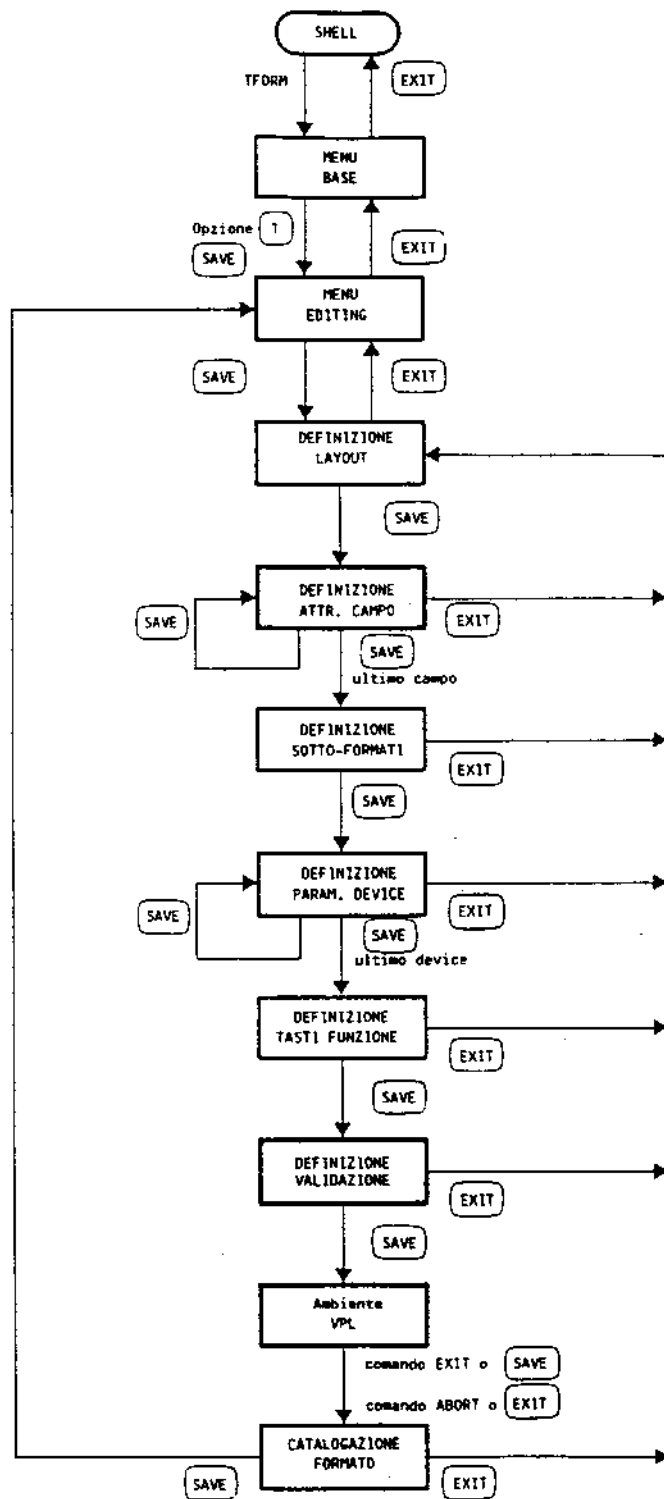 SHELL
TFORM
EXIT
MENU
BASE
Opzione T
SAVE
EXIT
MENU
EDITING
SAVE
EXIT
DEFINIZIONE
LAYOUT
SAVE
DEFINIZIONE
ATTR. CAMPO
SAVE
EXIT
SAVE
ultimo campo
DEFINIZIONE
SOTTO-FORMATI
EXIT
SAVE
DEFINIZIONE
PARAM. DEVICE
SAVE
EXIT
SAVE
ultimo device
DEFINIZIONE
TASTI FUNZIONE
EXIT
SAVE
DEFINIZIONE
VALIDAZIONE
EXIT
SAVE
Ambiente
VPL
comando EXIT o SAVE
comando ABORT o EXIT
CATALOGAZIONE
FORMATO
SAVE
EXIT